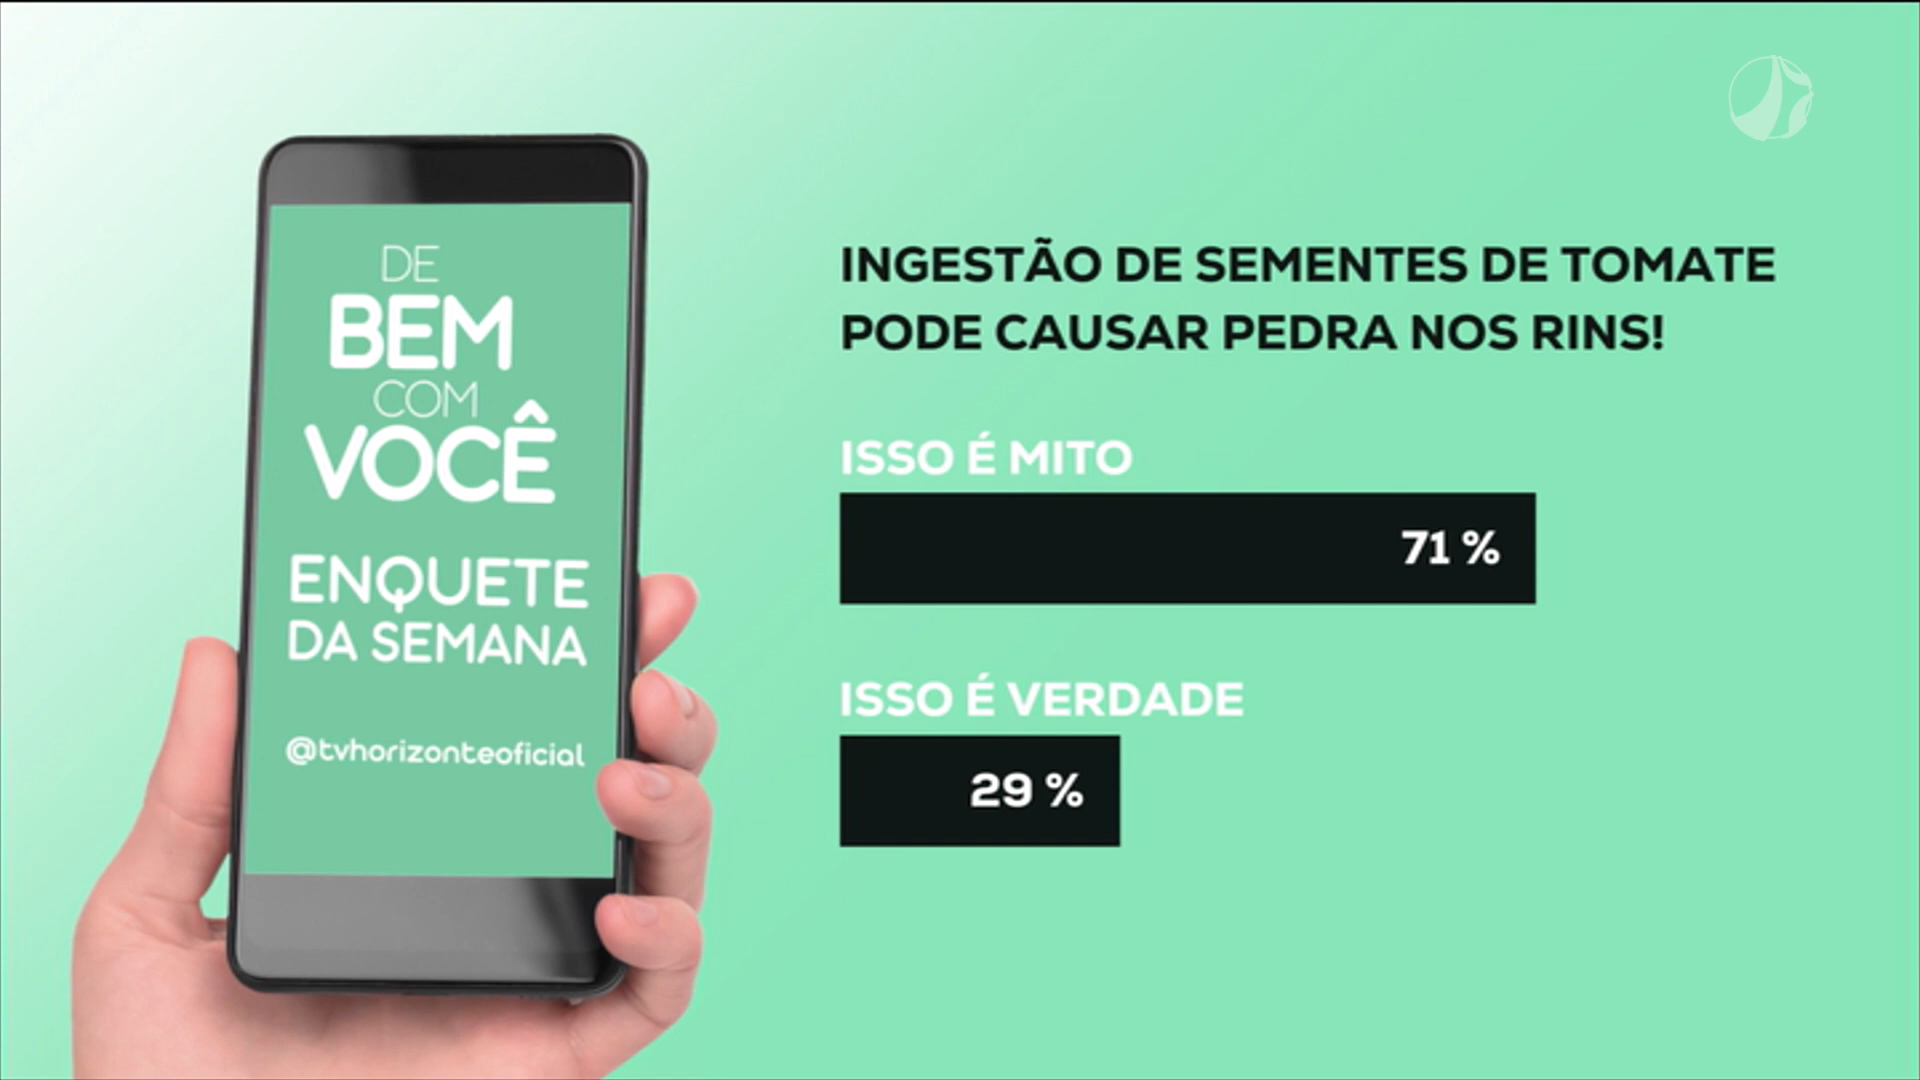 DE
BEM
COM
VOCÊ
ENQUETE
DA SEMANA
@tvhorizonteoficial
INGESTÃO DE SEMENTES DE TOMATE
PODE CAUSAR PEDRA NOS RINS!
ISSO É MITO
71 %
ISSO É VERDADE
29 %